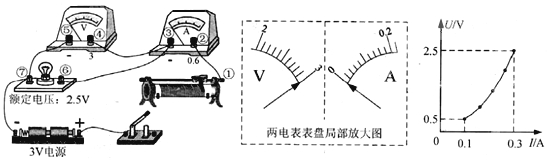 ⑤ V ④
- 3
③ A ②
- 0.6
⑦ ⑥ ①
额定电压：2.5V
- +
3V电源
2 3
V
0 0.2
A
两电表表盘局部放大图
U/V
2.5
0.5
0 0.1 0.3 I/A